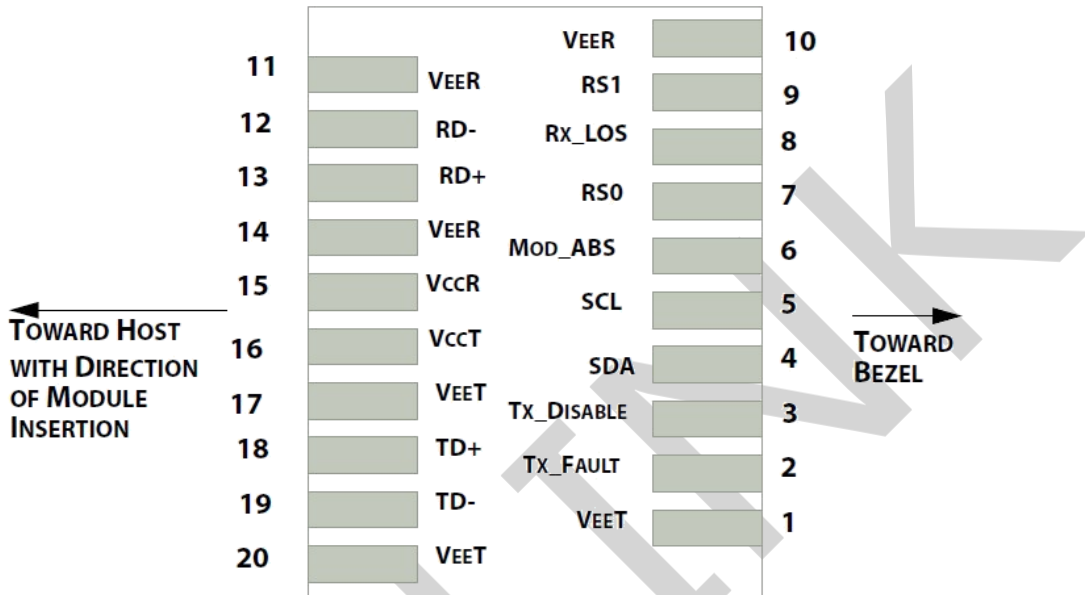 VEER 10
11 VEER
RS1 9
12 RD-
Rx_LOS 8
13 RD+
RS0 7
14 VEER
MOD_ABS 6
15 VCCR
SCL 5
16 VCCT
SDA 4
17 VEET
TX_DISABLE 3
18 TD+
TX_FAULT 2
19 TD-
VEET 1
20 VEET
TOWARD HOST
WITH DIRECTION
OF MODULE
INSERTION
TOWARD
BEZEL